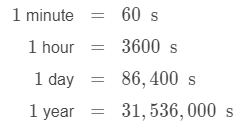 1 minute = 60 s
1 hour = 3600 s
1 day = 86,400 s
1 year = 31,536,000 s